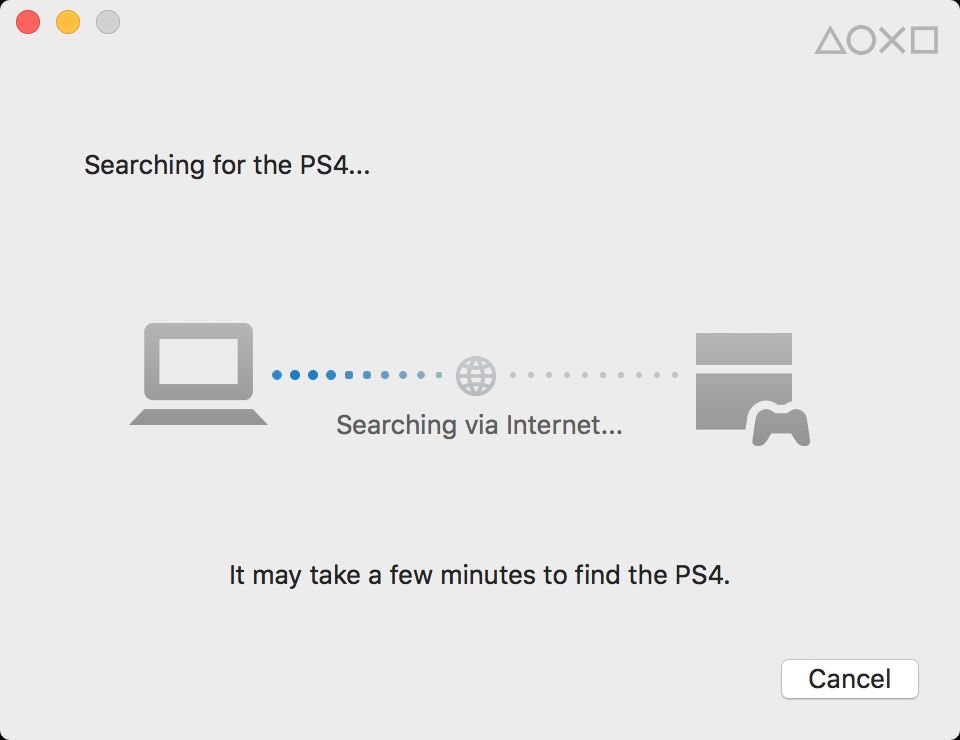 Searching for the PS4...
Searching via Internet...
It may take a few minutes to find the PS4.
Cancel